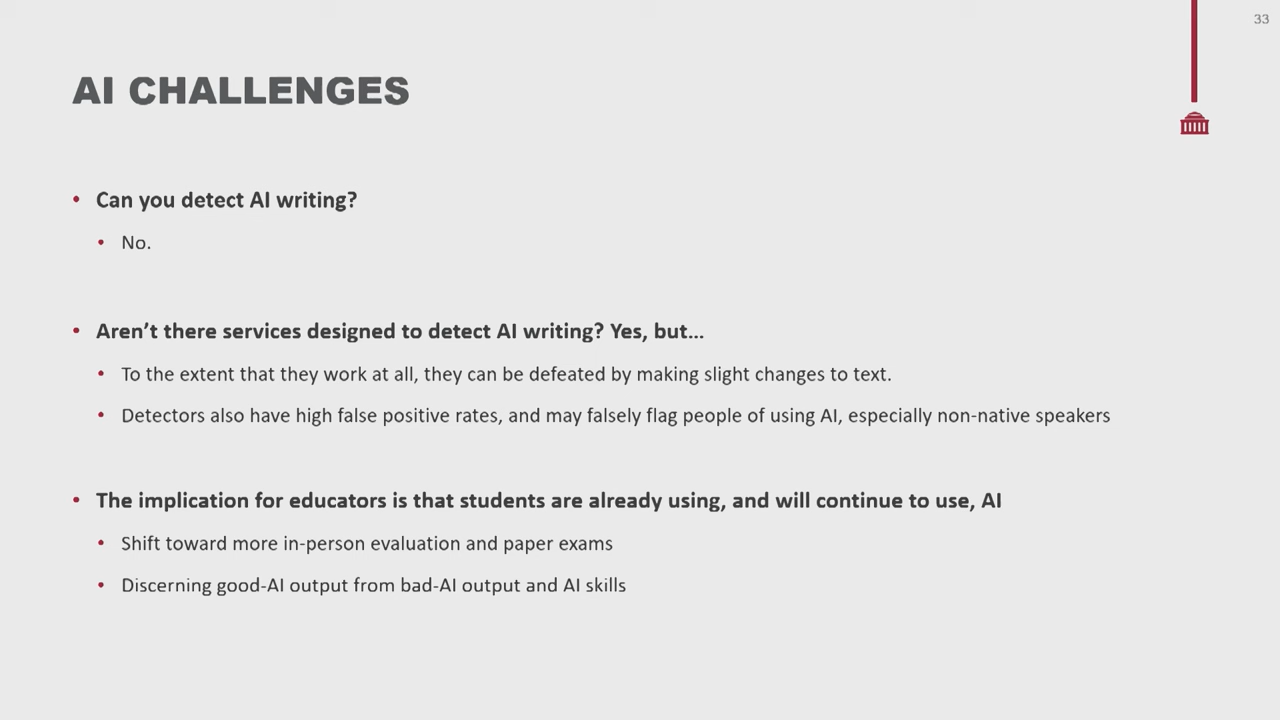 33
AI CHALLENGES
• Can you detect AI writing?
• No.
• Aren’t there services designed to detect AI writing? Yes, but…
• To the extent that they work at all, they can be defeated by making slight changes to text.
• Detectors also have high false positive rates, and may falsely flag people of using AI, especially non-native speakers
• The implication for educators is that students are already using, and will continue to use, AI
• Shift toward more in-person evaluation and paper exams
• Discerning good-AI output from bad-AI output and AI skills